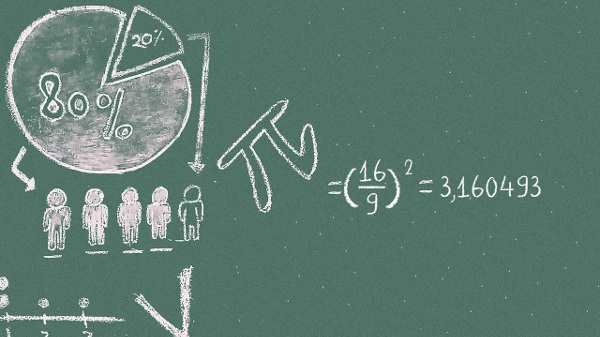 20%
80%
π = (16/9)² = 3,160493